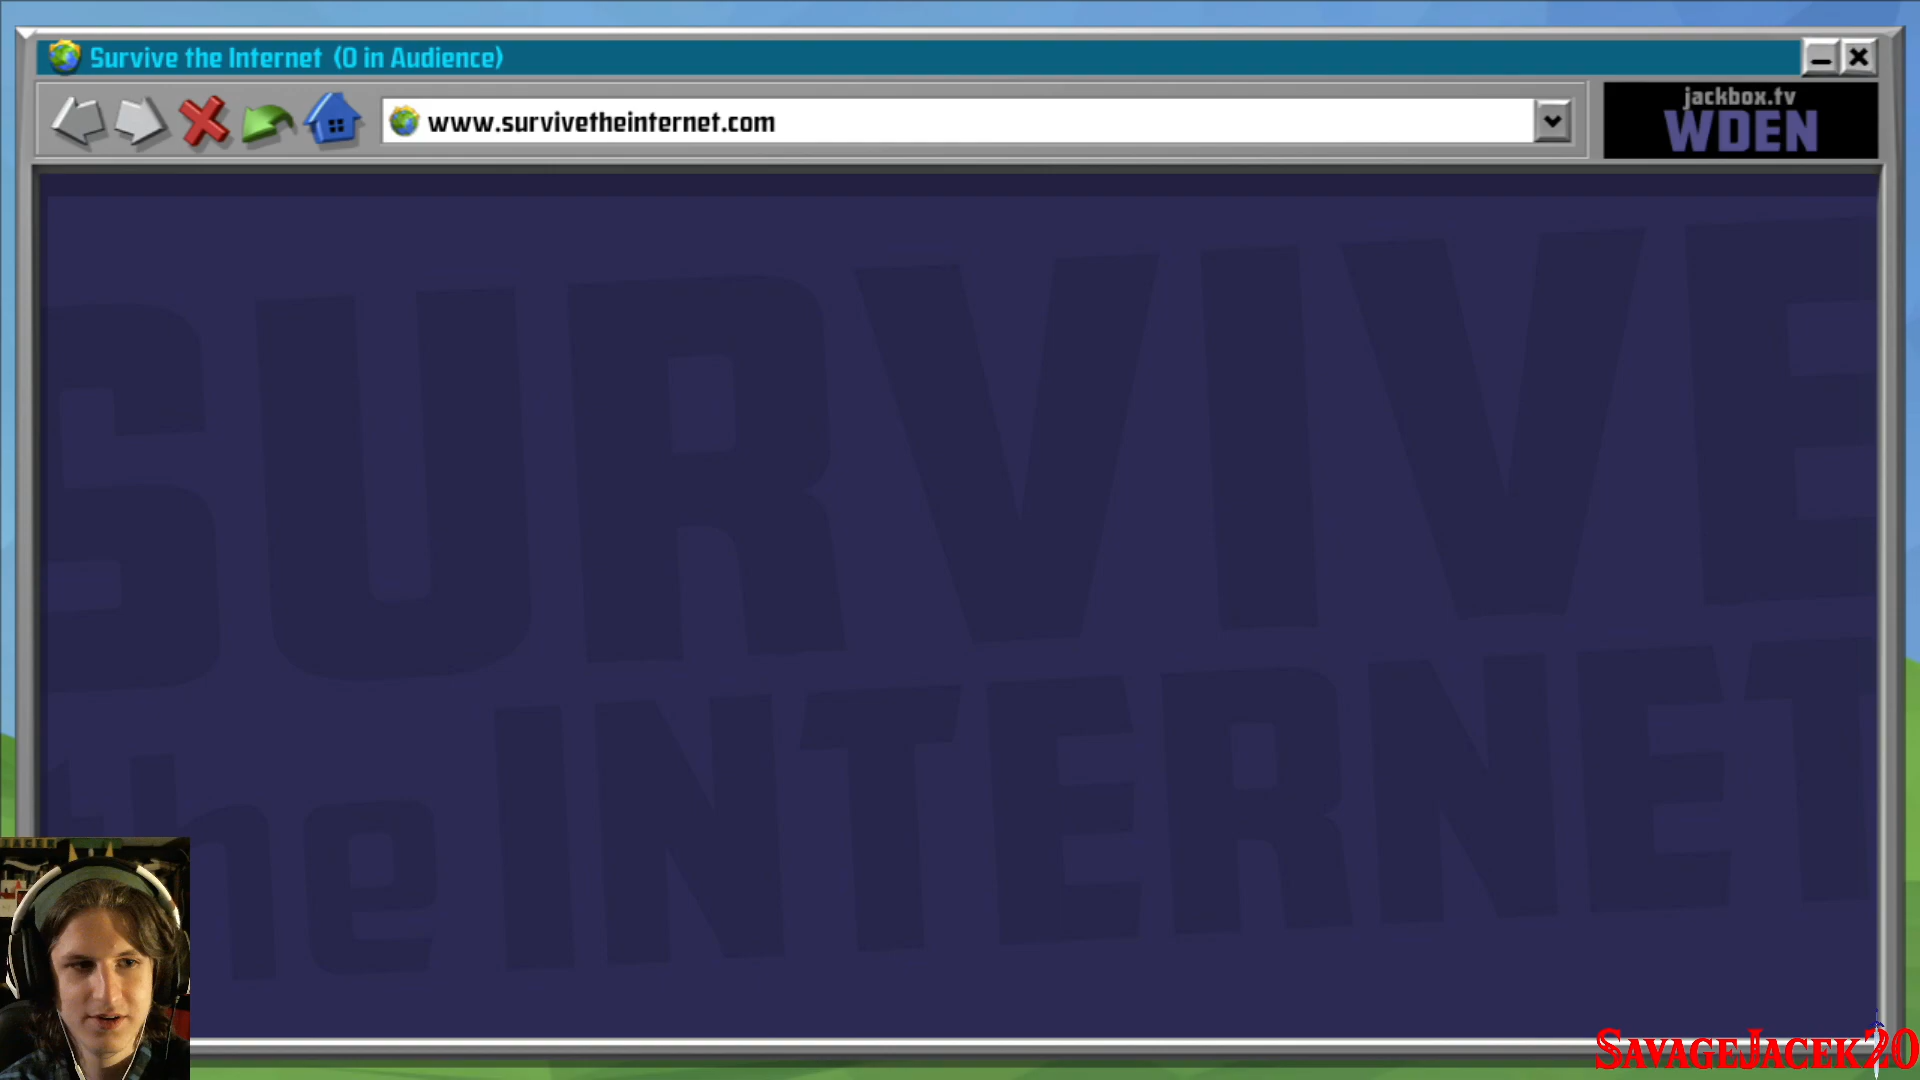 Survive the Internet (0 in Audience)
www.survivetheinternet.com
jackbox.tv
WDEN
SURVIVE
the INTERNET
SAVAGEJACEK20